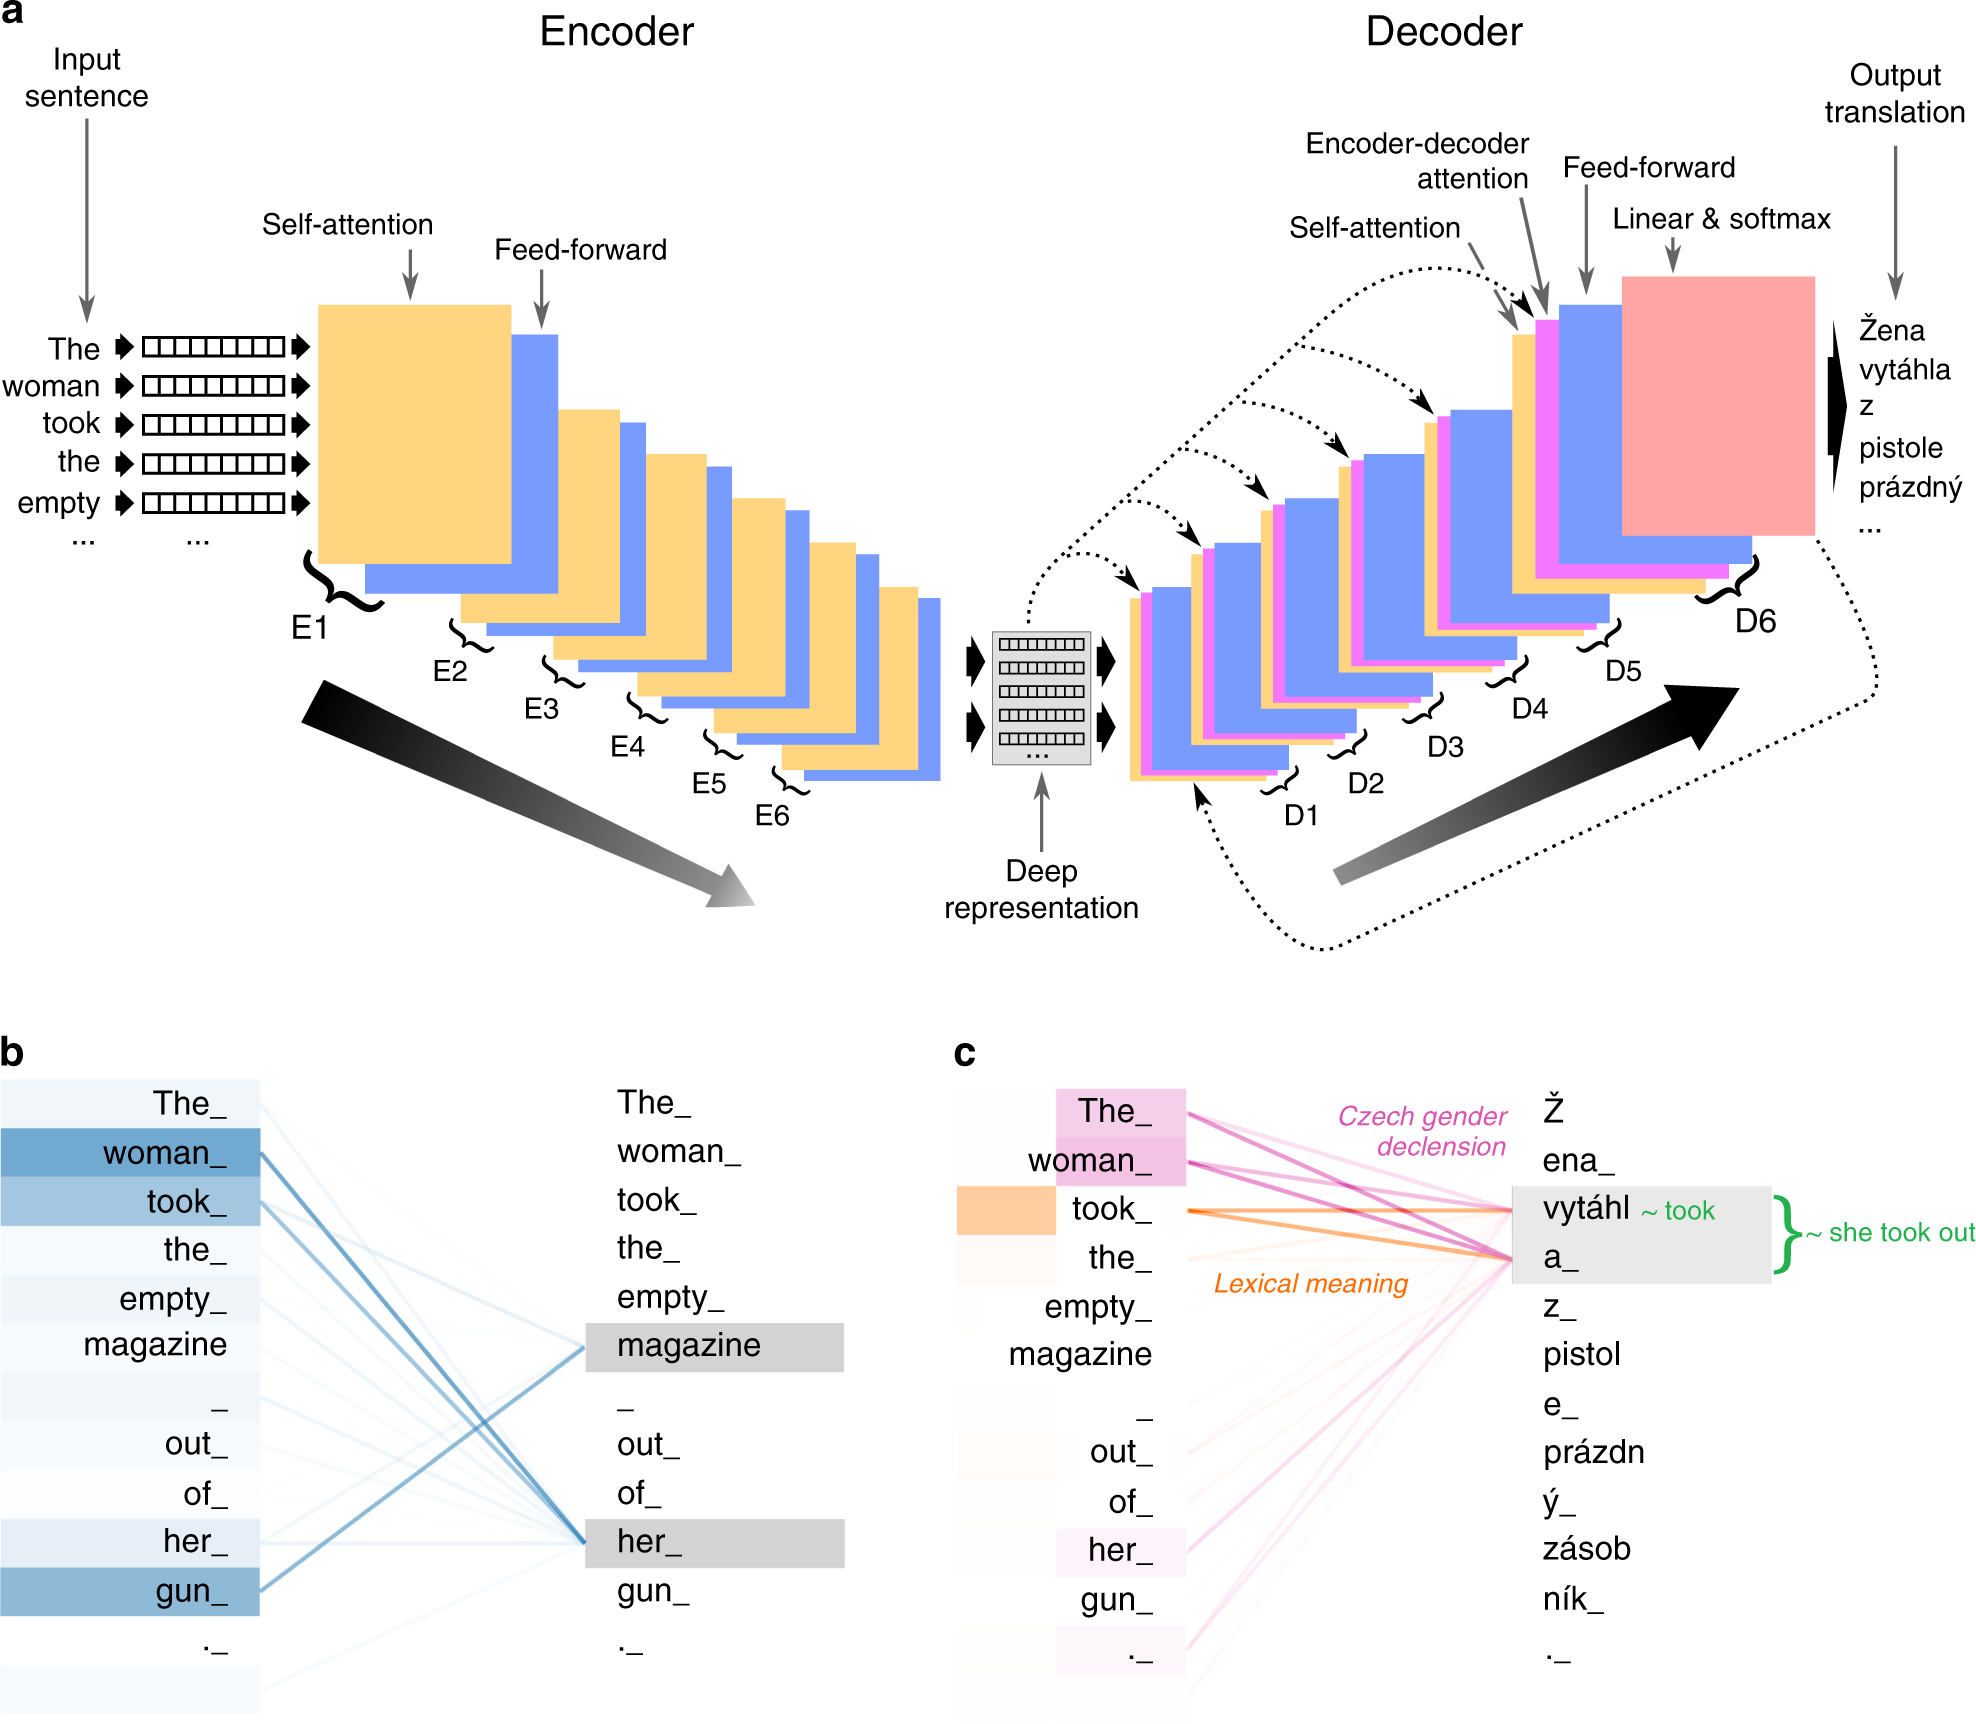 a
Encoder
Decoder
Input
sentence
Output
translation
Encoder-decoder
attention
Feed-forward
Self-attention
Linear & softmax
Self-attention
Feed-forward
The
woman
took
the
empty
...
...
Žena
vytáhla
z
pistole
prázdný
...
E1
E2
E3
E4
E5
E6
...
D1
D2
D3
D4
D5
D6
Deep
representation
b
The_
woman_
took_
the_
empty_
magazine
_
out_
of_
her_
gun_
._
The_
woman_
took_
the_
empty_
magazine
_
out_
of_
her_
gun_
._
c
The_
woman_
took_
the_
empty_
magazine
_
out_
of_
her_
gun_
._
Czech gender
declension
Lexical meaning
Ž
ena_
vytáhl ~ took
a_
~ she took out
z_
pistol
e_
prázdn
ý_
zásob
ník_
._